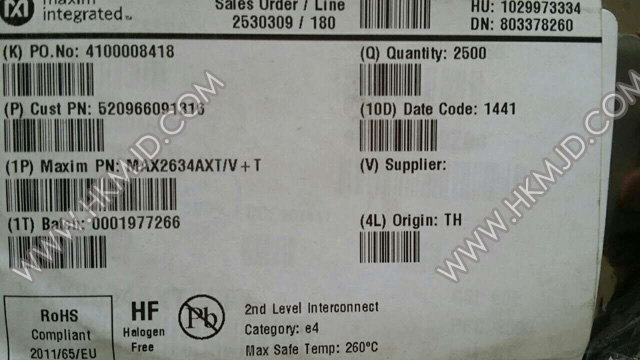 maxim
integrated™
Sales Order / Line
2530309 / 180
HU: 1029973334
DN: 803378260
(K) PO.No: 4100008418
(Q) Quantity: 2500
(P) Cust PN: 520966091316
(10D) Date Code: 1441
(1P) Maxim PN: MAX2634AXT/V+T
(V) Supplier:
(1T) Batch: 0001977266
(4L) Origin: TH
RoHS
Compliant
2011/65/EU
HF
Halogen
Free
Pb
2nd Level Interconnect
Category: e4
Max Safe Temp: 260°C
WWW.HKMJD.COM
WWW.HKMJD.COM